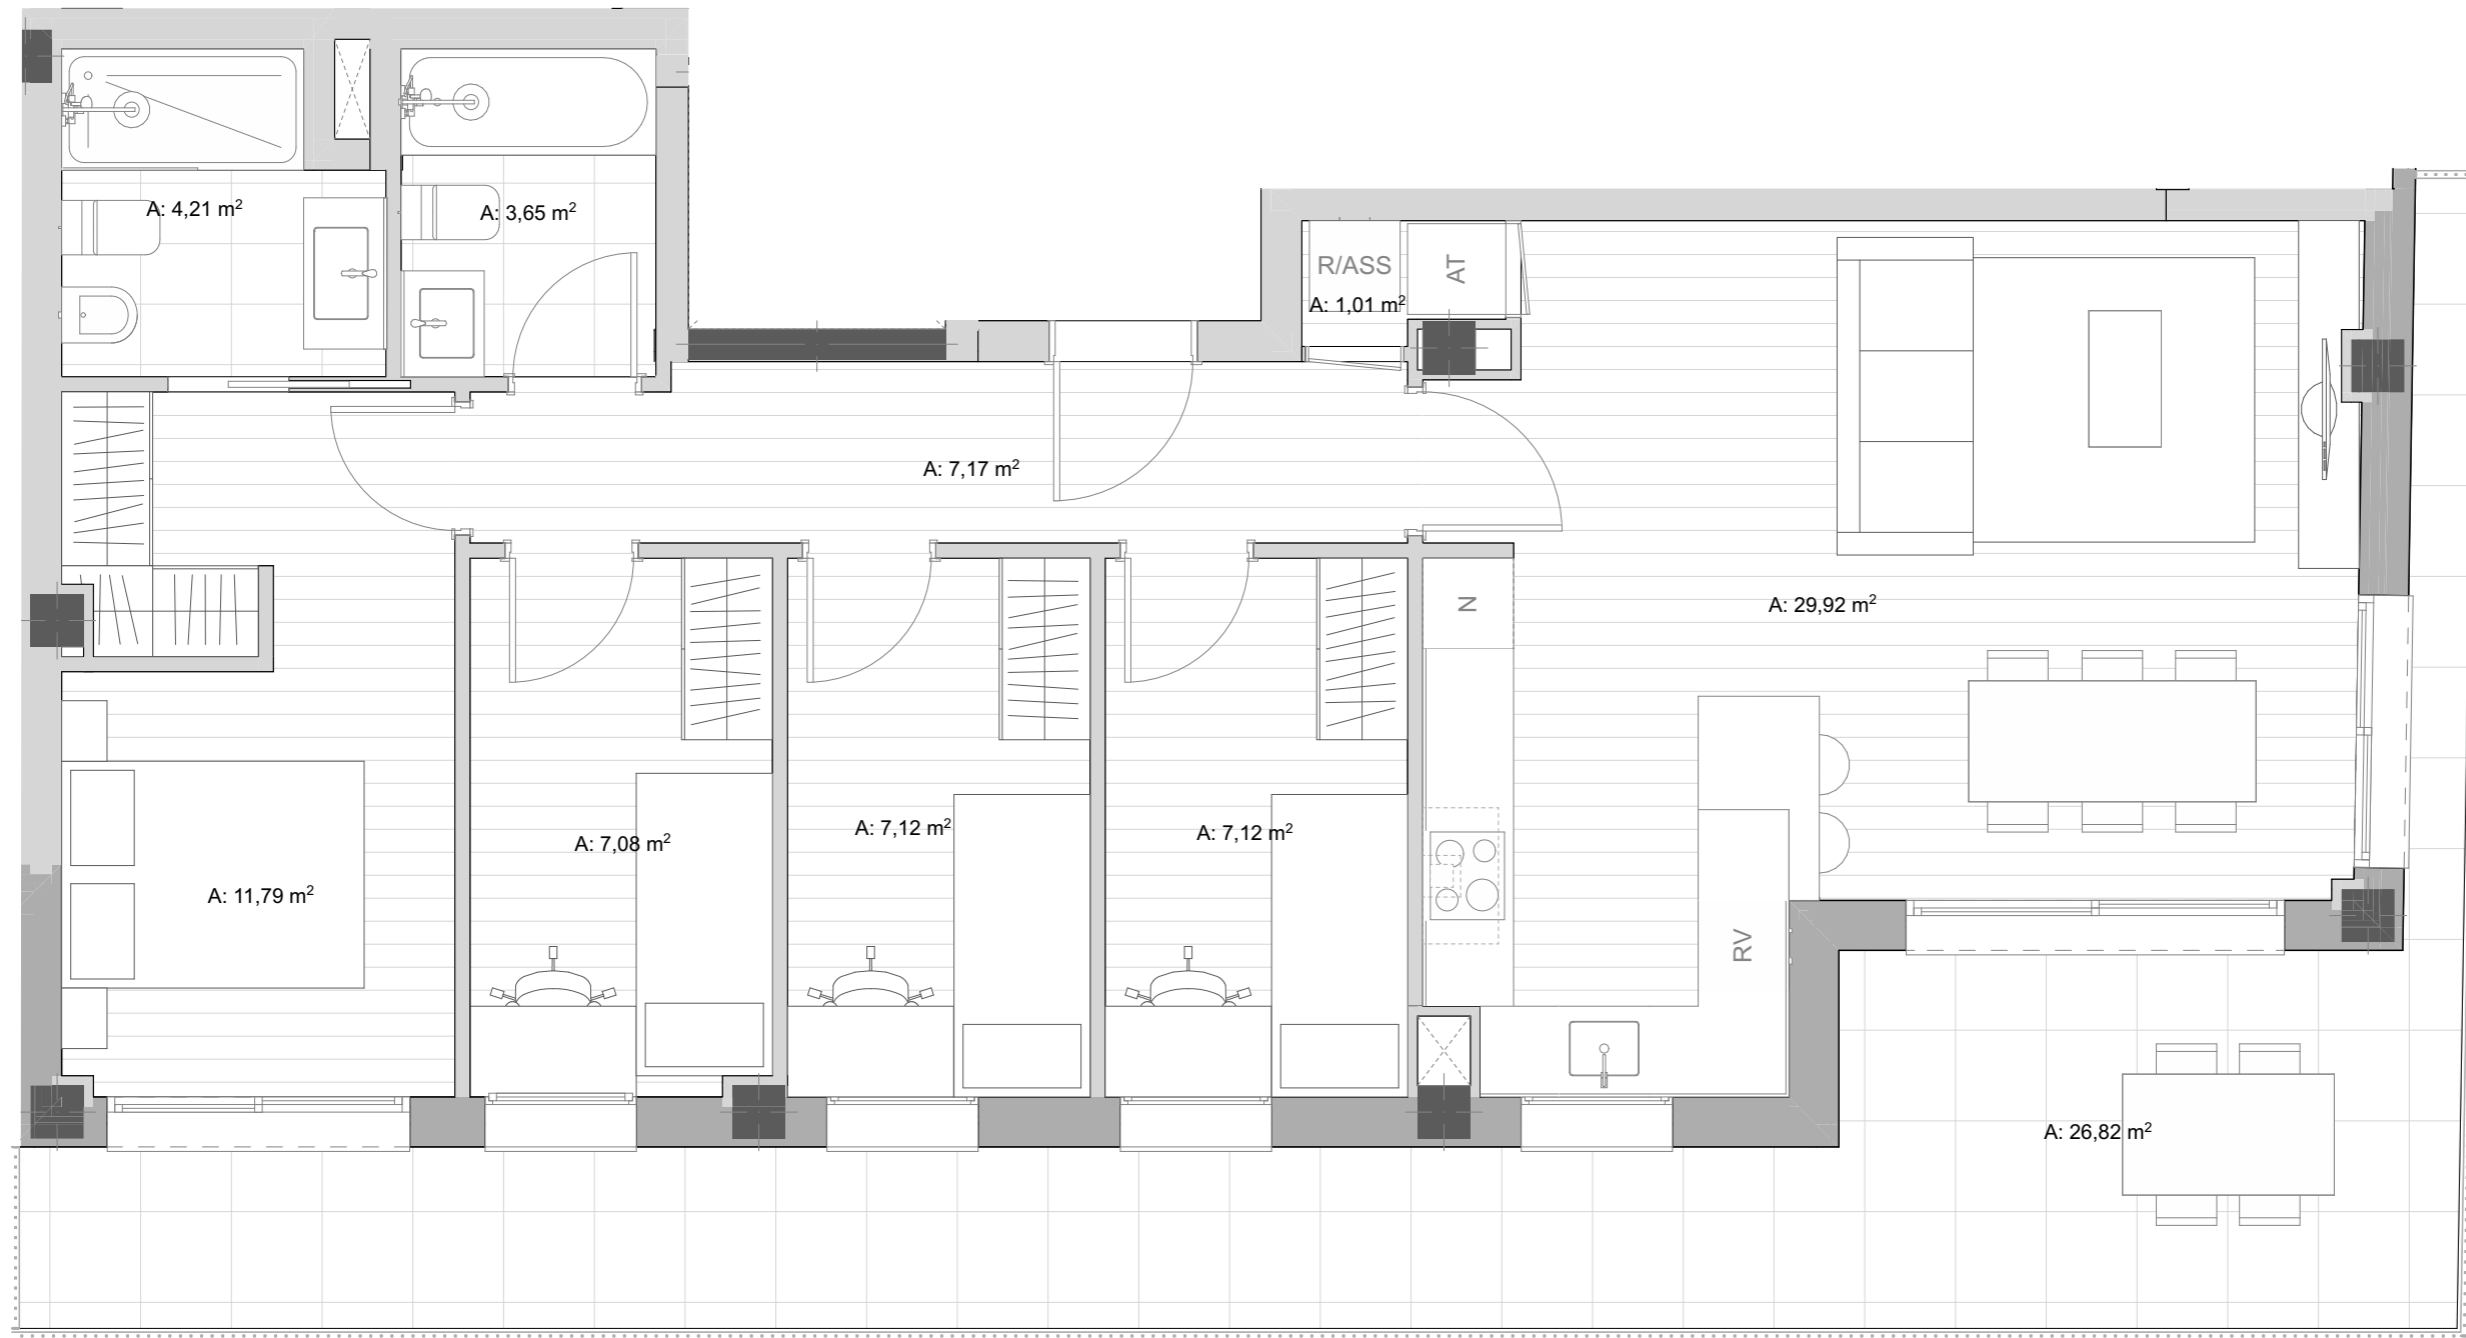 A: 4,21 m²
A: 3,65 m²
R/ASS
AT
A: 1,01 m²
A: 7,17 m²
N
A: 29,92 m²
A: 7,08 m²
A: 7,12 m²
A: 7,12 m²
A: 11,79 m²
RV
A: 26,82 m²